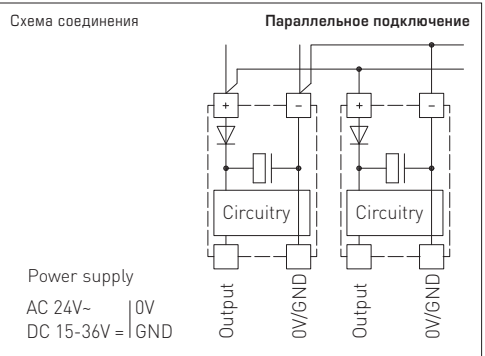 Схема соединения
Параллельное подключение
+
−
+
−
Circuitry
Circuitry
Power supply
AC 24V~ 0V
DC 15-36V = GND
Output
0V/GND
Output
0V/GND